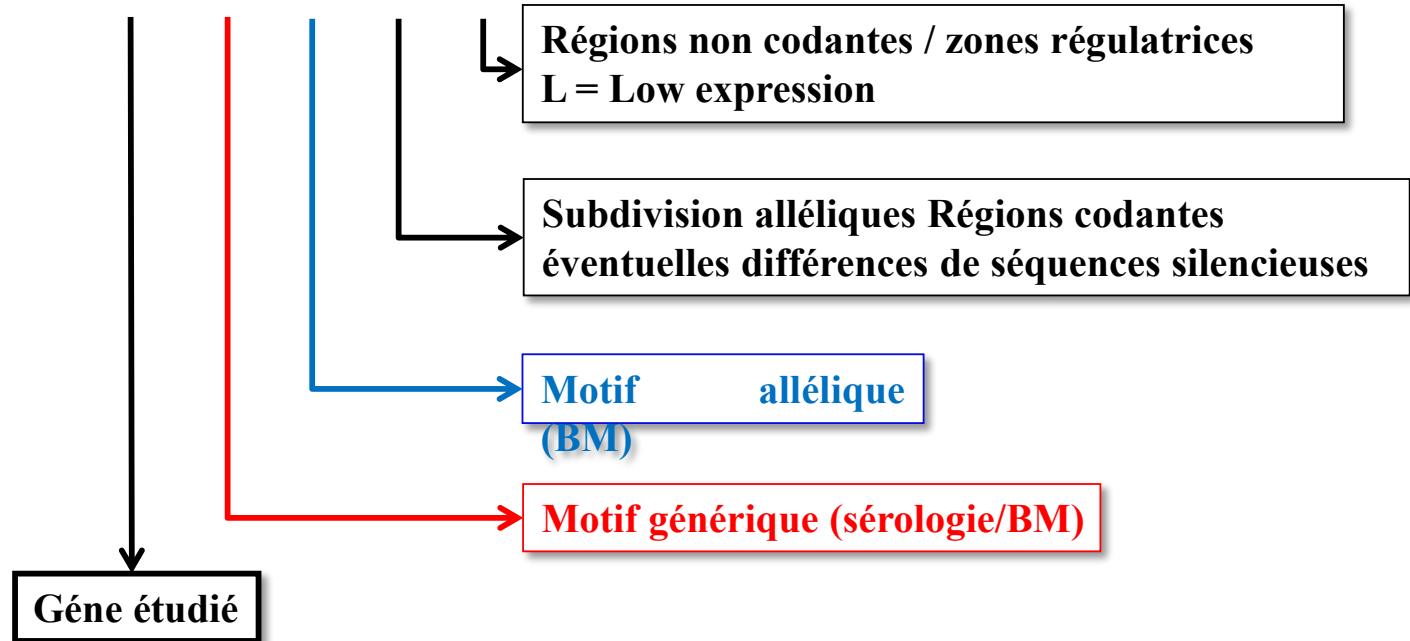 Régions non codantes / zones régulatrices
L = Low expression
Subdivision alléliques Régions codantes
éventuelles différences de séquences silencieuses
Motif allélique
(BM)
Motif générique (sérologie/BM)
Géne étudié